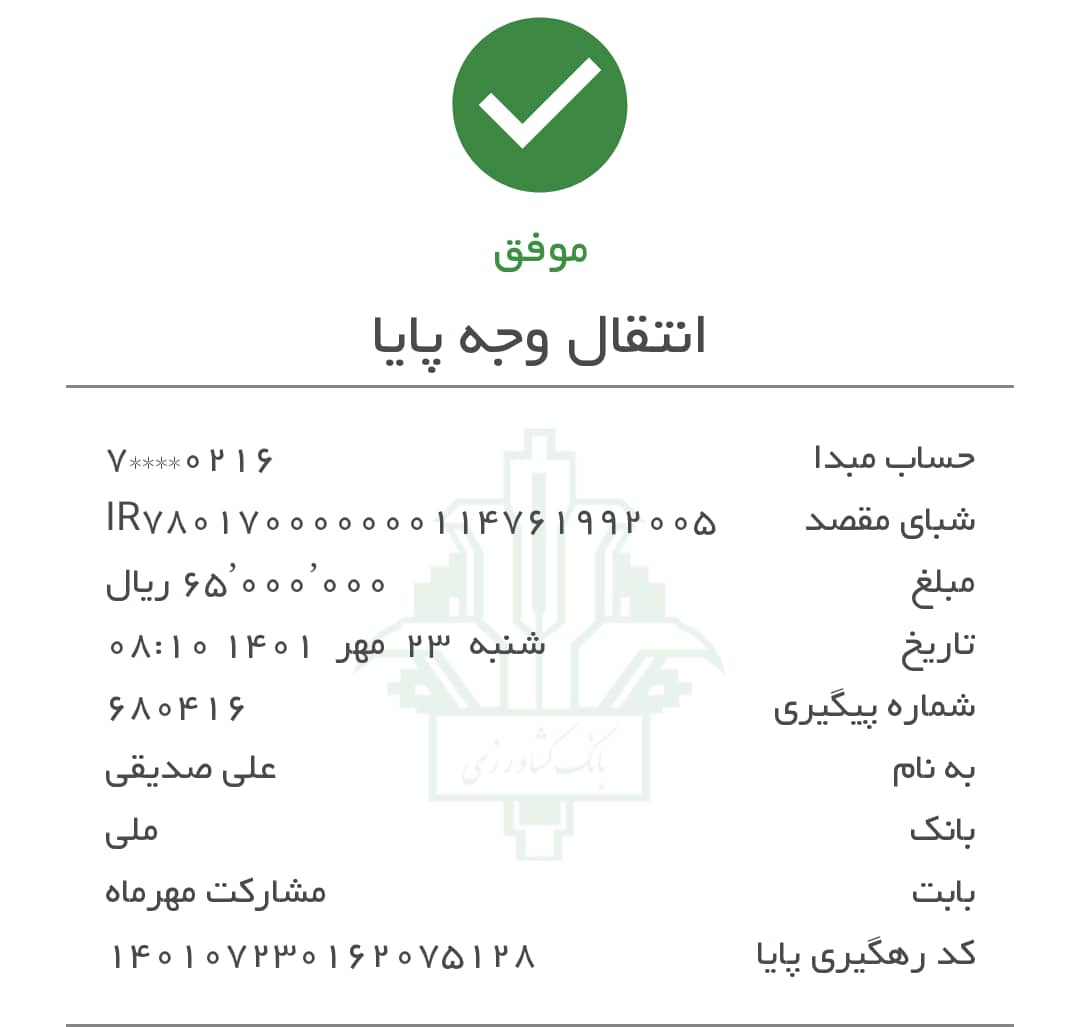 موفق
انتقال وجه پایا
حساب مبدا ۷****۰۲۱۶
شبای مقصد IR۷۸۰۱۷۰۰۰۰۰۰۰۱۱۴۷۶۱۹۹۲۰۰۵
مبلغ ۶۵٬۰۰۰٬۰۰۰ ریال
تاریخ شنبه ۲۳ مهر ۱۴۰۱ ۰۸:۱۰
شماره پیگیری ۶۸۰۴۱۶
به نام علی صدیقی
بانک ملی
بانک کشاورزی
بابت مشارکت مهرماه
کد رهگیری پایا ۱۴۰۱۰۷۲۳۰۱۶۲۰۷۵۱۲۸